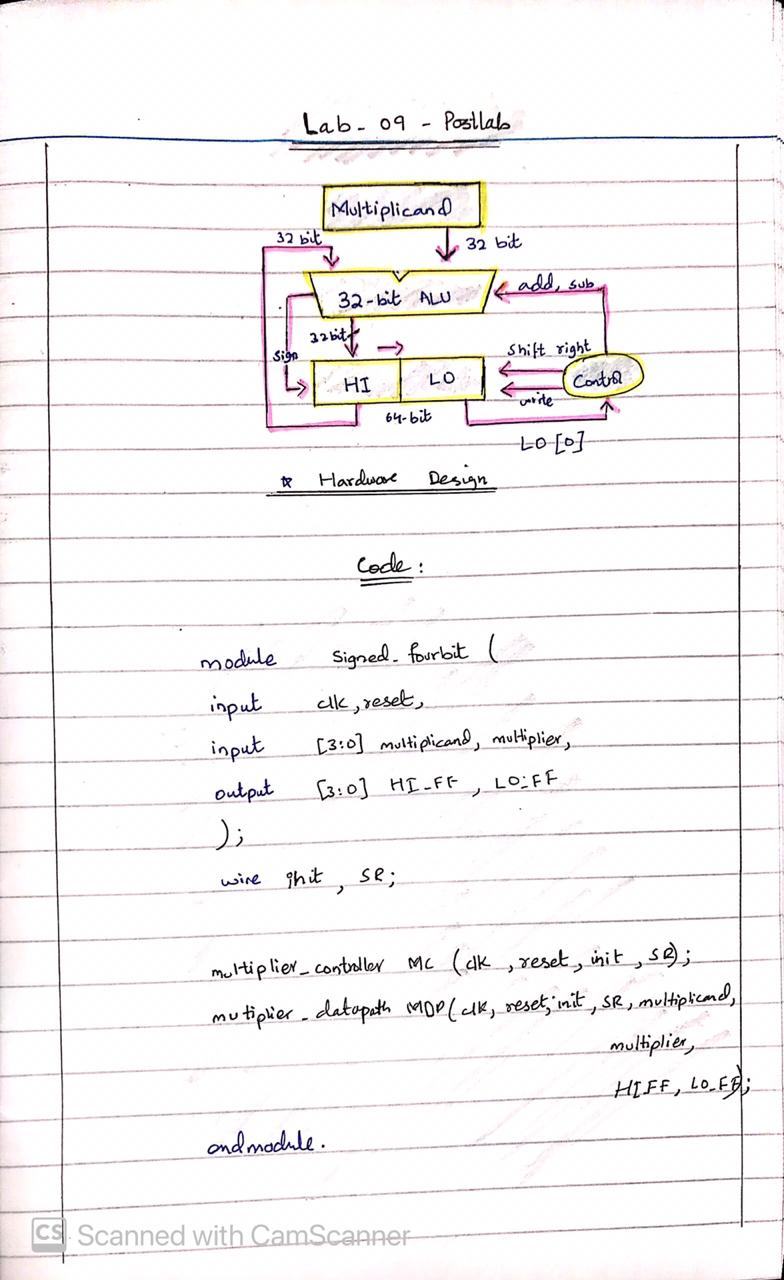 Lab - 09 - Postlab
Multiplicand
32 bit
32 bit
32-bit ALU
add, sub
32bit
Sign
shift right
HI
LO
Control
write
64-bit
LO [0]
☆ Hardware Design
Code :
module signed_fourbit (
input clk, reset,
input [3:0] multiplicand, multiplier,
output [3:0] HI_FF , LO_FF
);
wire init , SR;
multiplier_controller MC (clk , reset, init , SR);
mutiplier_datapath MDP(clk, reset, init, SR, multiplicand,
multiplier,
HIFF, LO_FF);
endmodule.
CS Scanned with CamScanner